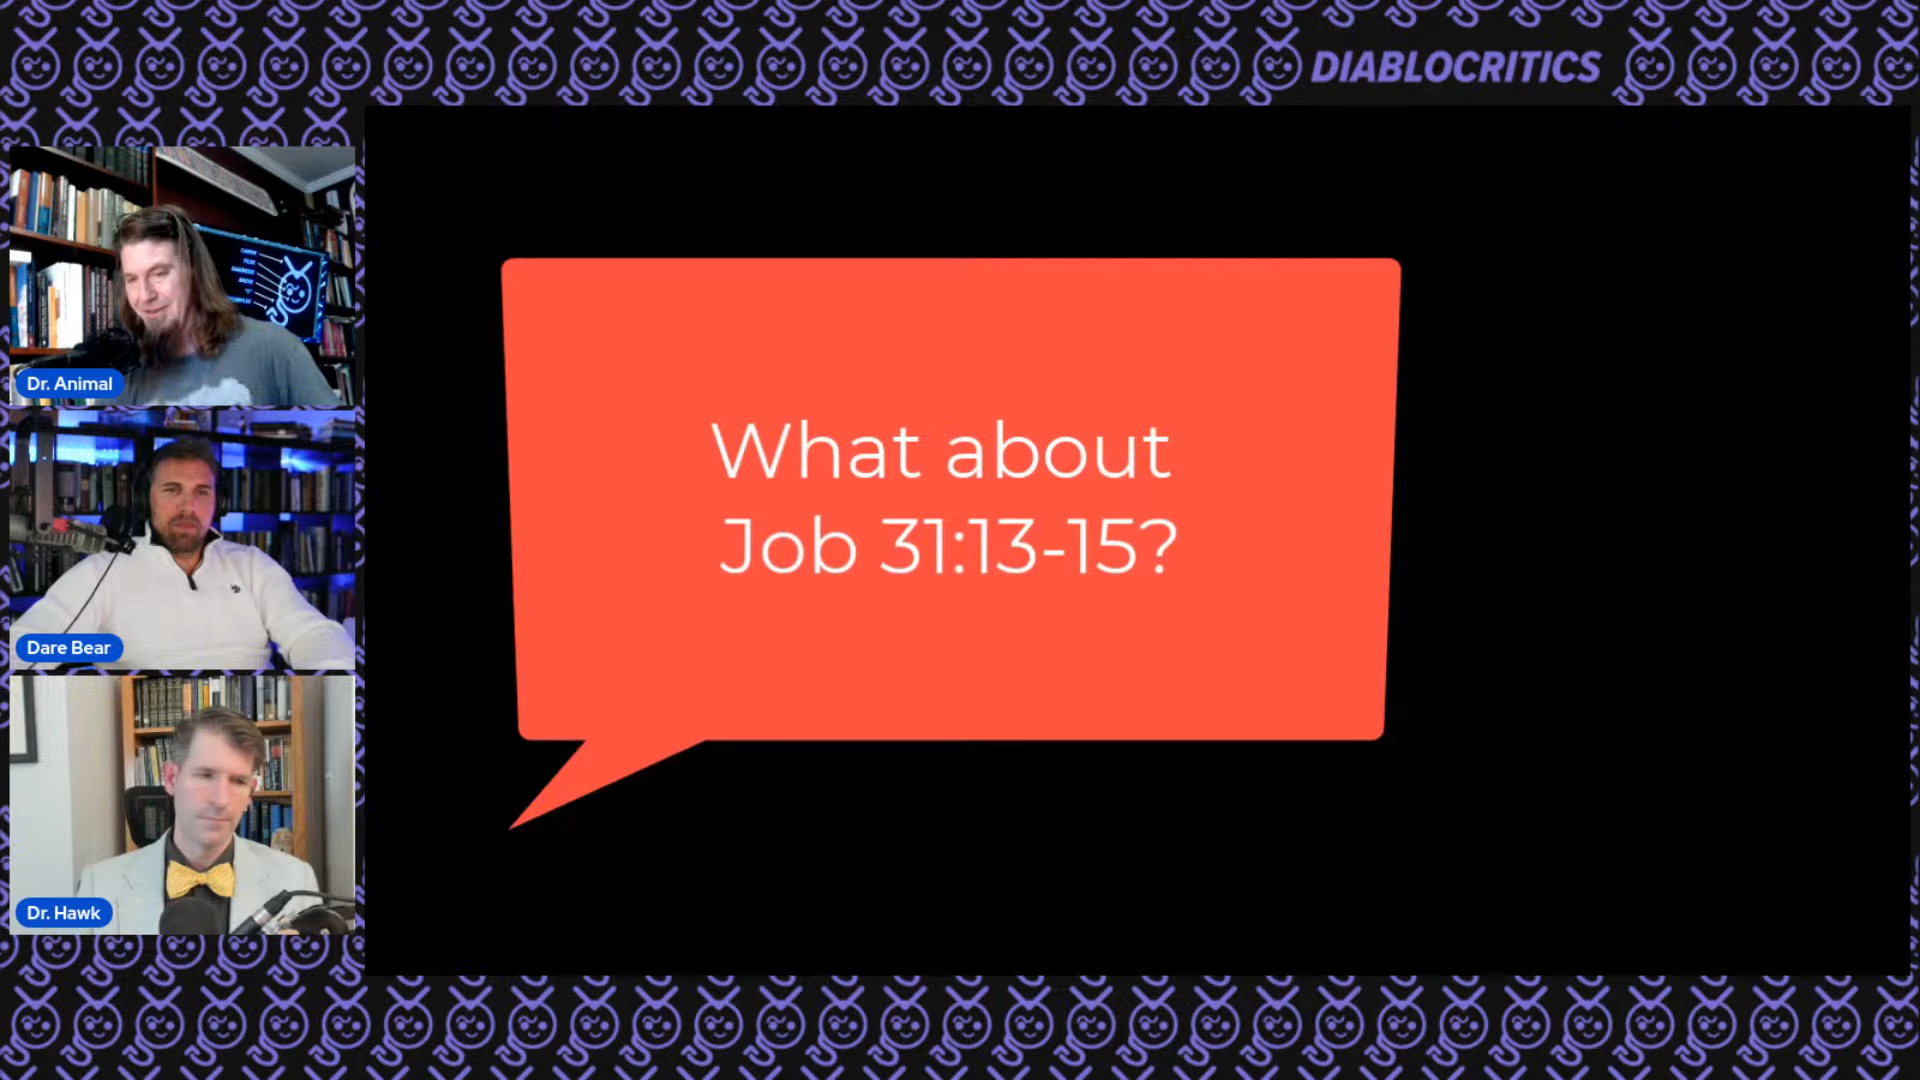 DIABLOCRITICS
Dr. Animal
Dare Bear
Dr. Hawk
What about
Job 31:13-15?